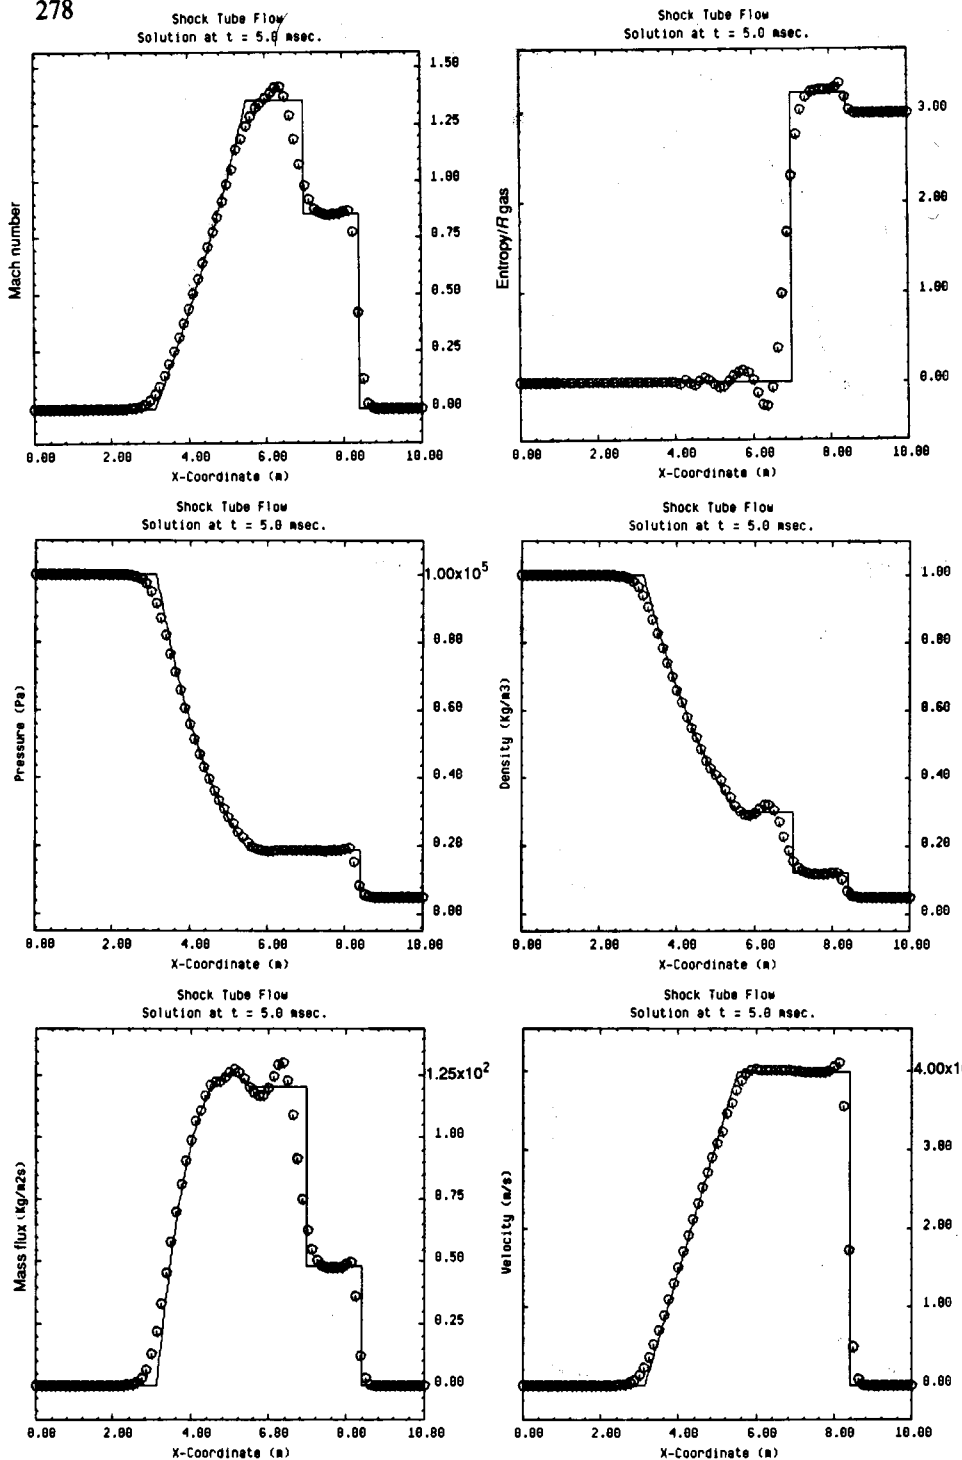 278
Shock Tube Flow
Solution at t = 5.0 msec.
Mach number
1.50
1.25
1.00
0.75
0.50
0.25
0.00
0.00 2.00 4.00 6.00 8.00 10.00
X-Coordinate (m)
Shock Tube Flow
Solution at t = 5.0 msec.
Entropy/R gas
3.00
2.00
1.00
0.00
0.00 2.00 4.00 6.00 8.00 10.00
X-Coordinate (m)
Shock Tube Flow
Solution at t = 5.0 msec.
Pressure (Pa)
1.00x10⁵
0.80
0.60
0.40
0.20
0.00
0.00 2.00 4.00 6.00 8.00 10.00
X-Coordinate (m)
Shock Tube Flow
Solution at t = 5.0 msec.
Density (Kg/m3)
1.00
0.80
0.60
0.40
0.20
0.00
0.00 2.00 4.00 6.00 8.00 10.00
X-Coordinate (m)
Shock Tube Flow
Solution at t = 5.0 msec.
Mass flux (Kg/m2s)
1.25x10²
1.00
0.75
0.50
0.25
0.00
0.00 2.00 4.00 6.00 8.00 10.00
X-Coordinate (m)
Shock Tube Flow
Solution at t = 5.0 msec.
Velocity (m/s)
4.00x1
3.00
2.00
1.00
0.00
0.00 2.00 4.00 6.00 8.00 10.00
X-Coordinate (m)